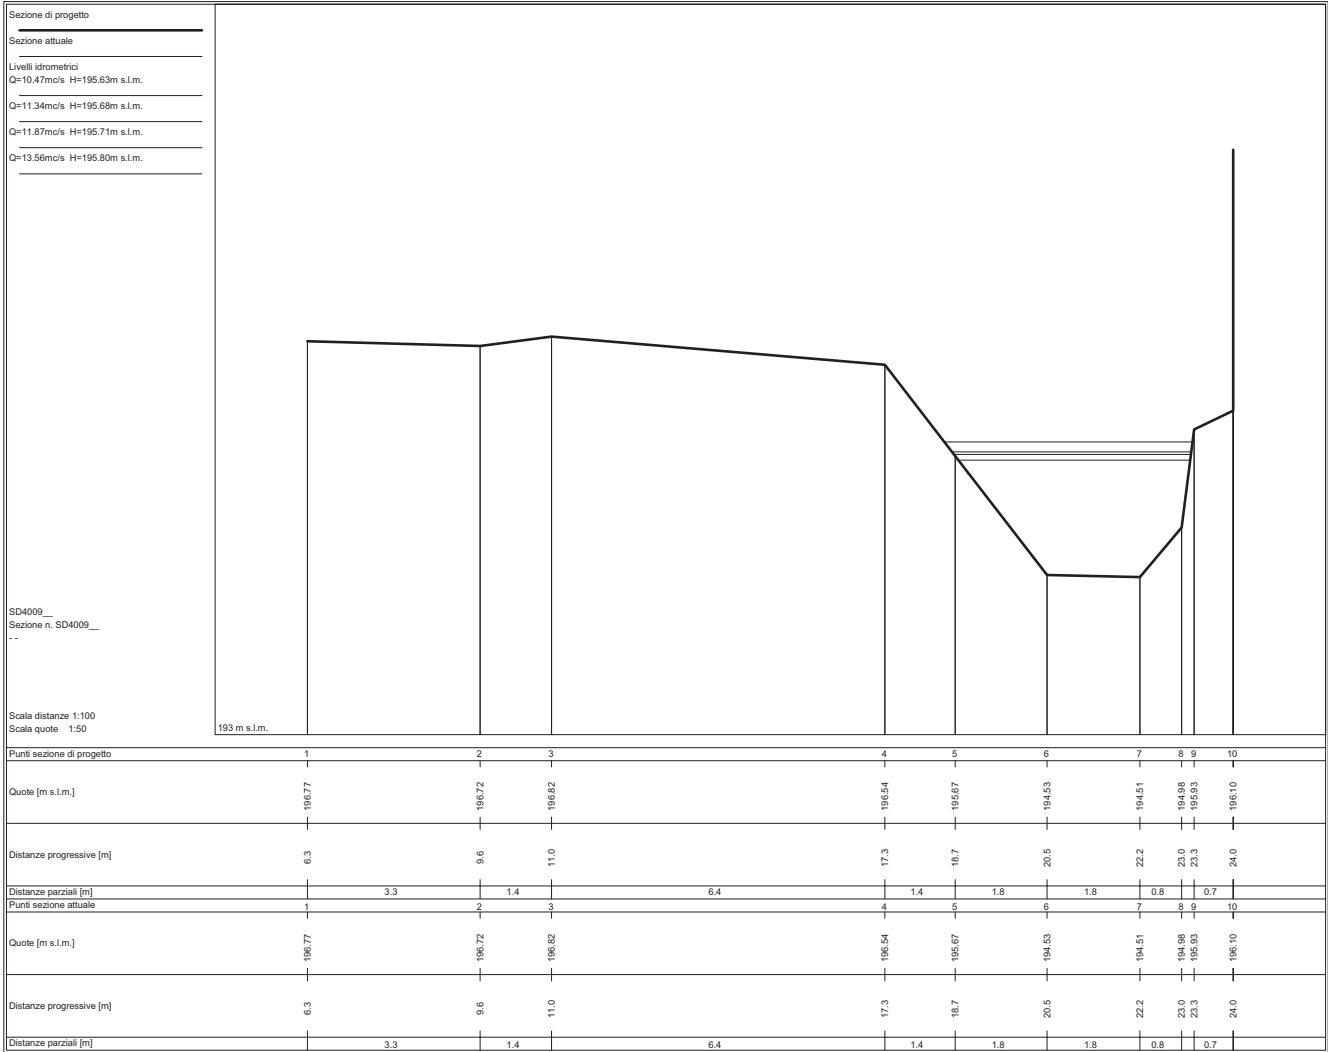 Sezione di progetto
Sezione attuale
Livelli idrometrici
Q=10.47mc/s H=195.63m s.l.m.
Q=11.34mc/s H=195.68m s.l.m.
Q=11.87mc/s H=195.71m s.l.m.
Q=13.56mc/s H=195.80m s.l.m.
SD4009__
Sezione n. SD4009__
- -
Scala distanze 1:100
Scala quote 1:50
193 m s.l.m.
Punti sezione di progetto 1 2 3 4 5 6 7 8 9 10
Quote [m s.l.m.] 196.77 196.72 196.82 196.54 195.67 194.53 194.51 194.98 195.93 196.10
Distanze progressive [m] 6.3 9.6 11.0 17.3 18.7 20.5 22.2 23.0 23.3 24.0
Distanze parziali [m] 3.3 1.4 6.4 1.4 1.8 1.8 0.8 0.7
Punti sezione attuale 1 2 3 4 5 6 7 8 9 10
Quote [m s.l.m.] 196.77 196.72 196.82 196.54 195.67 194.53 194.51 194.98 195.93 196.10
Distanze progressive [m] 6.3 9.6 11.0 17.3 18.7 20.5 22.2 23.0 23.3 24.0
Distanze parziali [m] 3.3 1.4 6.4 1.4 1.8 1.8 0.8 0.7